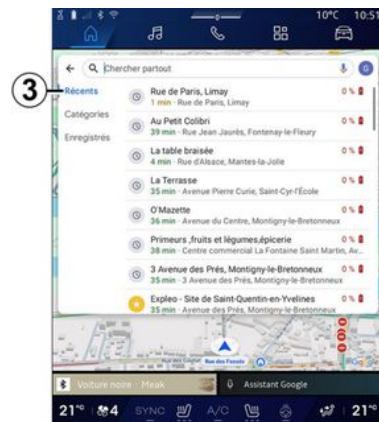 10°C 10:51
Chercher partout
G
3
Récents
Catégories
Enregistrés
Rue de Paris, Limay
0 %
1 min · Rue de Paris, Limay
Au Petit Colibri
0 %
39 min · Rue Jean Jaurès, Fontenay-le-Fleury
La table braisée
0 %
4 min · Rue d'Alsace, Mantes-la-Jolie
La Terrasse
0 %
35 min · Avenue Pierre Curie, Saint-Cyr-l'École
O'Mazette
0 %
36 min · Avenue du Centre, Montigny-le-Bretonneux
Primeurs ,fruits et légumes,épicerie
0 %
38 min · Centre commercial La Fontaine Saint Martin, Av...
3 Avenue des Prés, Montigny-le-Bretonneux
0 %
35 min · Avenue des Prés, Montigny-le-Bretonneux
Expleo - Site de Saint-Quentin-en-Yvelines
0 %
35 min · Avenue des Prés, Montigny-le-Bretonneux
Voiture noire · Meak
Assistant Google
21°° 4 SYNC A/C 21°°